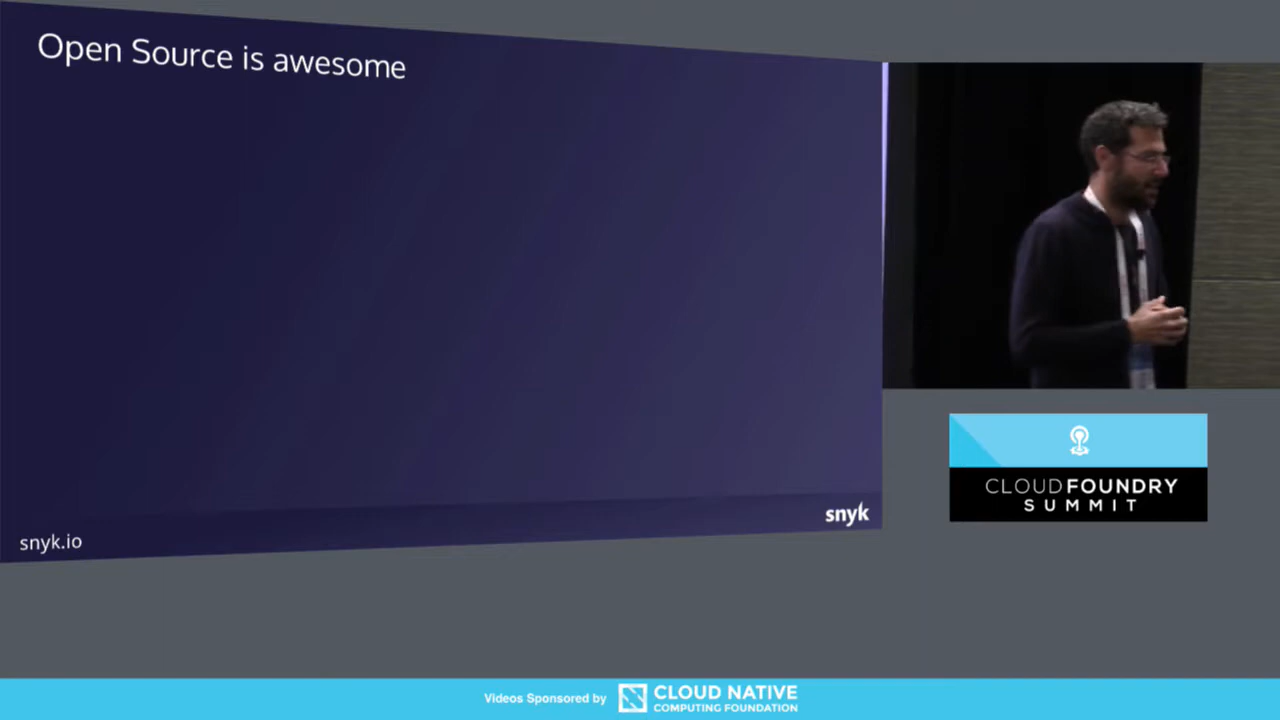 Open Source is awesome
snyk.io
snyk
CLOUDFOUNDRY
SUMMIT
Videos Sponsored by
CLOUD NATIVE
COMPUTING FOUNDATION